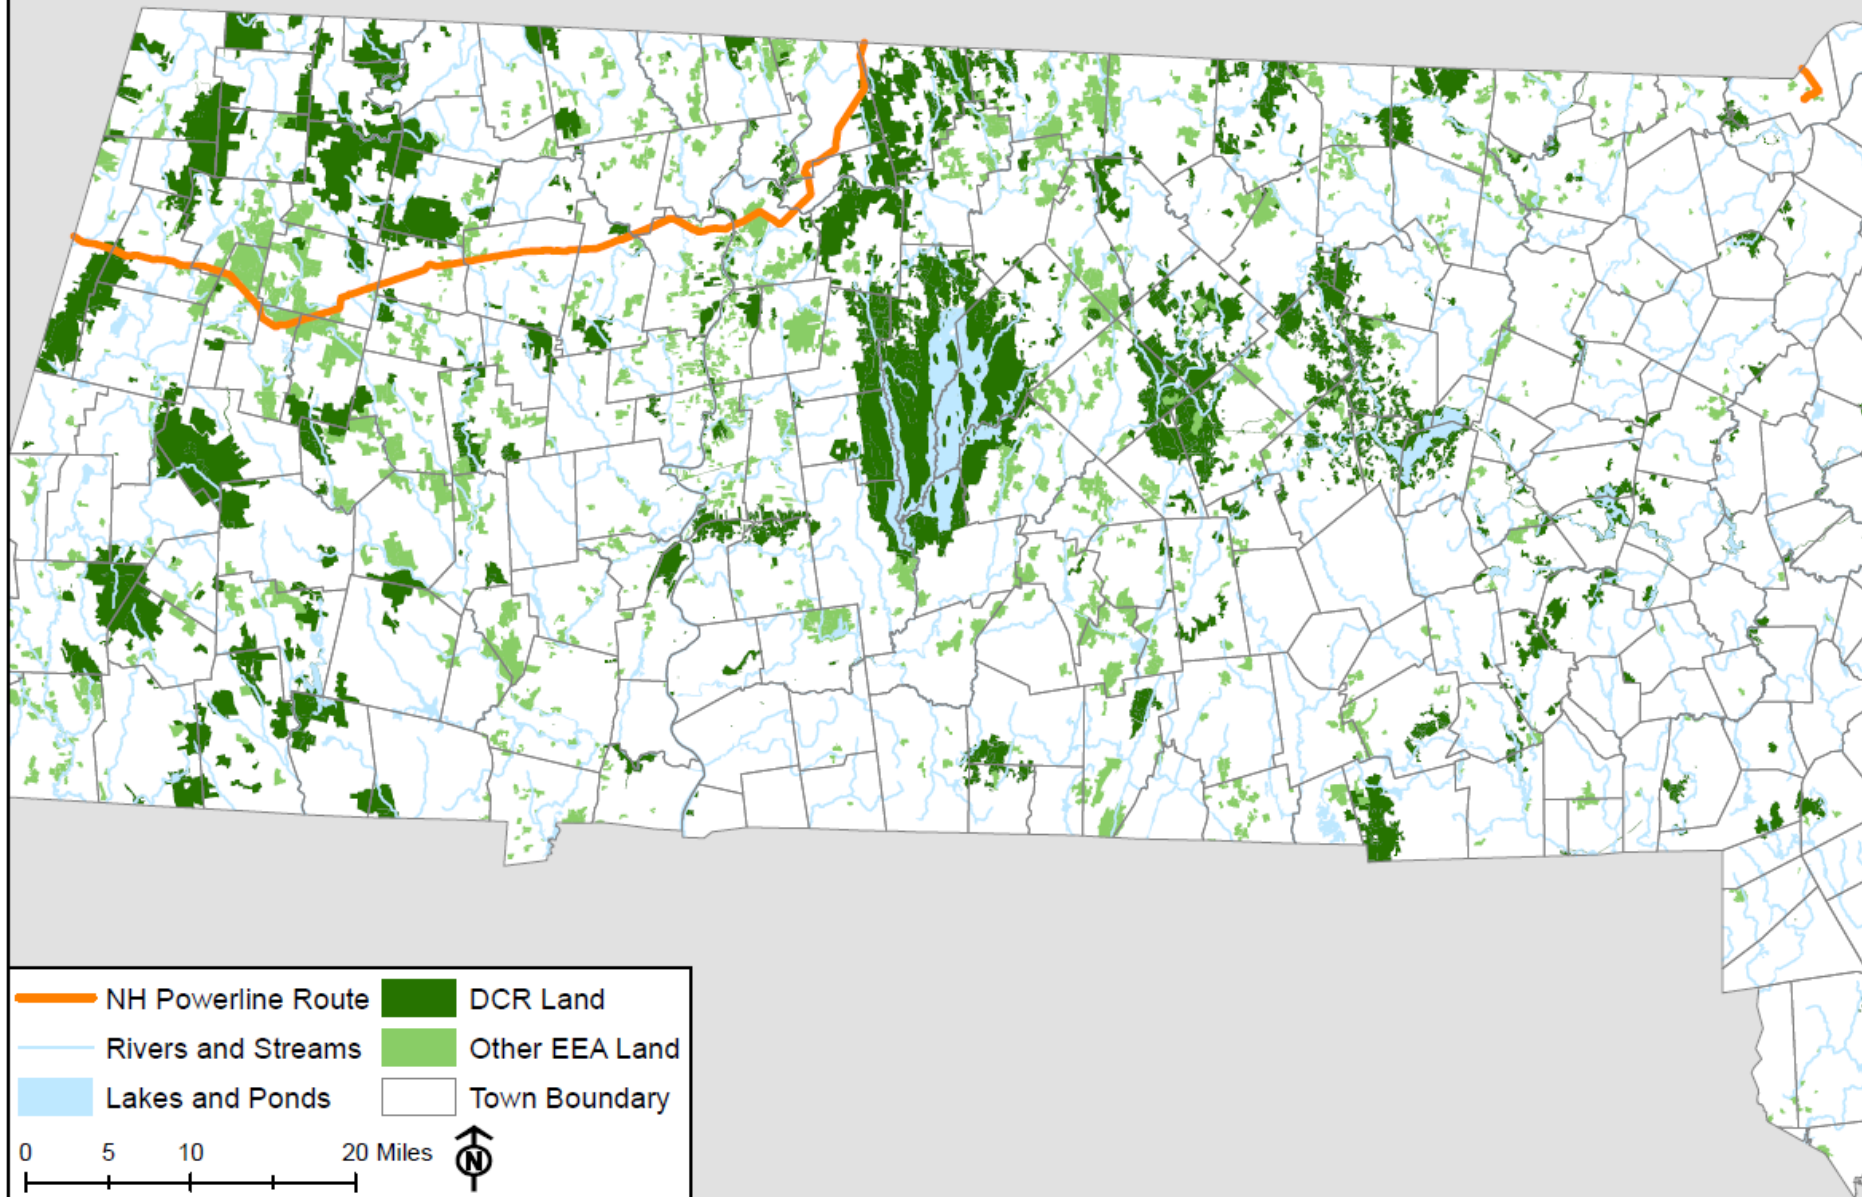 NH Powerline Route DCR Land
Rivers and Streams Other EEA Land
Lakes and Ponds Town Boundary
0 5 10 20 Miles N